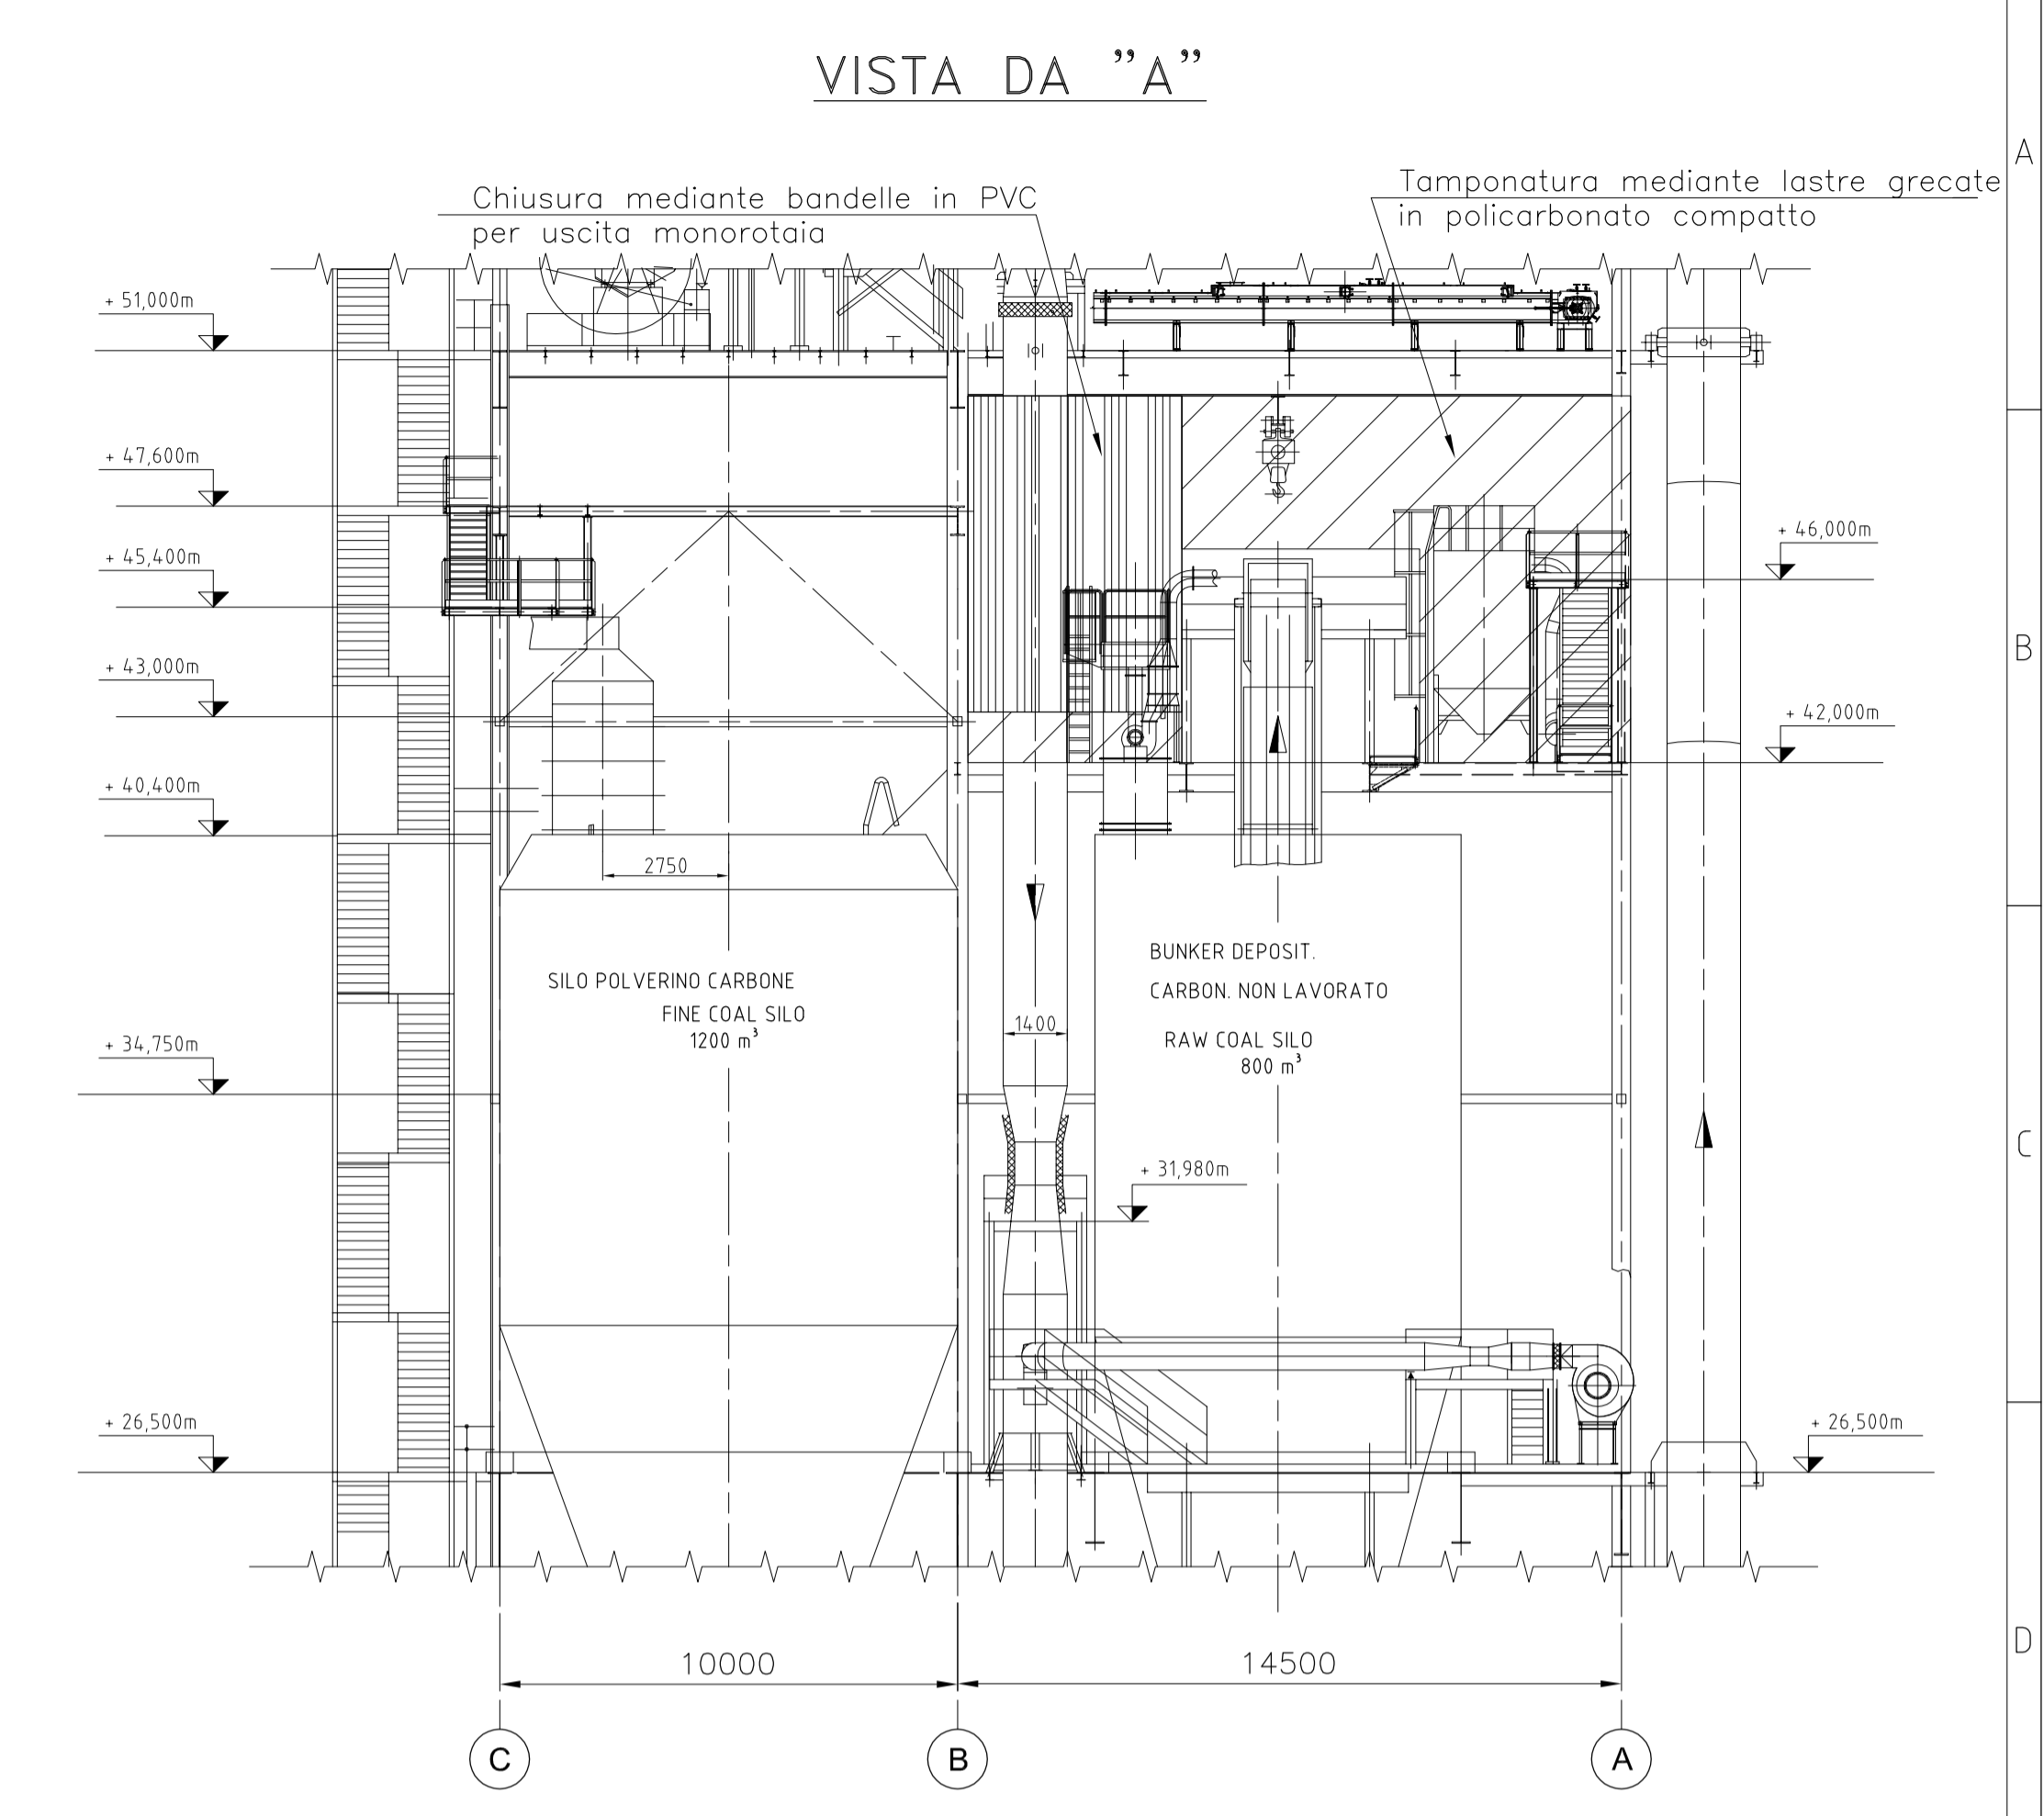 VISTA DA ”A”
Chiusura mediante bandelle in PVC
per uscita monorotaia
Tamponatura mediante lastre grecate
in policarbonato compatto
A
B
C
D
+ 51,000m
+ 47,600m
+ 45,400m
+ 43,000m
+ 40,400m
+ 34,750m
+ 26,500m
+ 46,000m
+ 42,000m
+ 31,980m
+ 26,500m
2750
1400
SILO POLVERINO CARBONE
FINE COAL SILO
1200 m³
BUNKER DEPOSIT.
CARBON. NON LAVORATO
RAW COAL SILO
800 m³
10000
14500
C
B
A